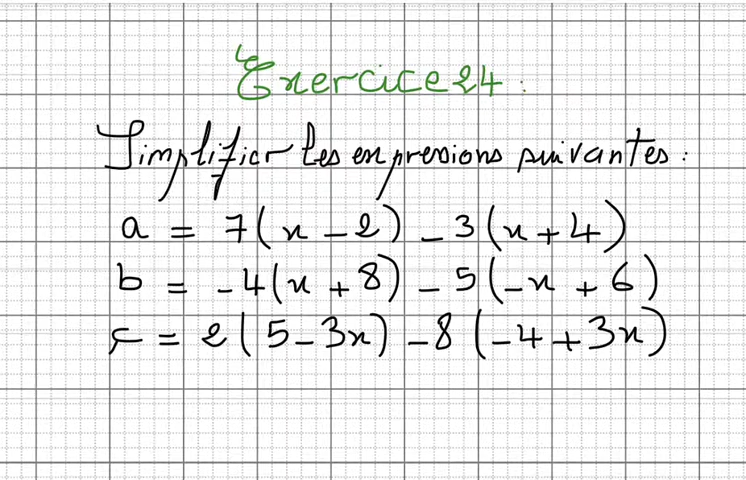 Exercice 24 :
Simplifier les expressions suivantes :
a = 7(x - 2) - 3(x + 4)
b = -4(x + 8) - 5(-x + 6)
c = 2(5 - 3x) - 8(-4 + 3x)